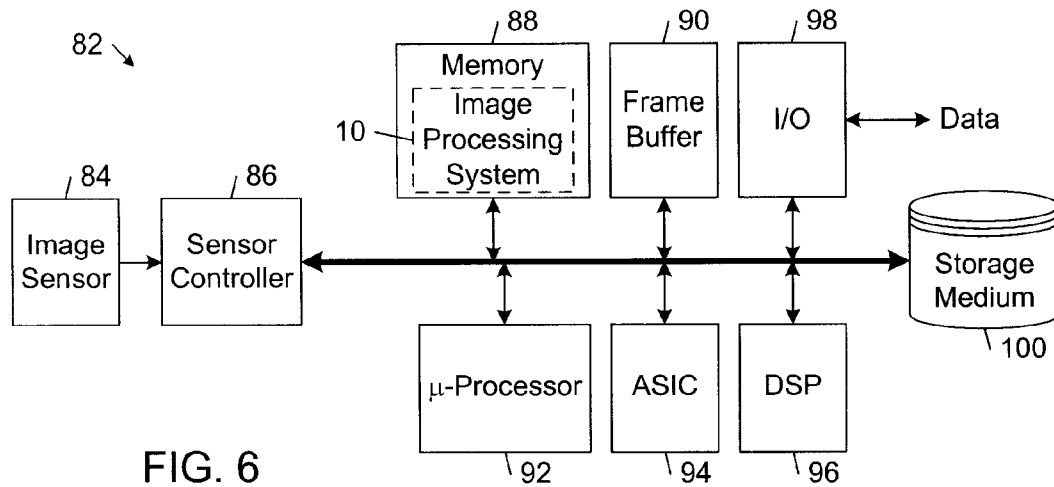 82
88
90
98
Memory
Image
Processing
System
10
Frame
Buffer
I/O
Data
84
86
Image
Sensor
Sensor
Controller
Storage
Medium
100
μ-Processor
ASIC
DSP
92
94
96
FIG. 6